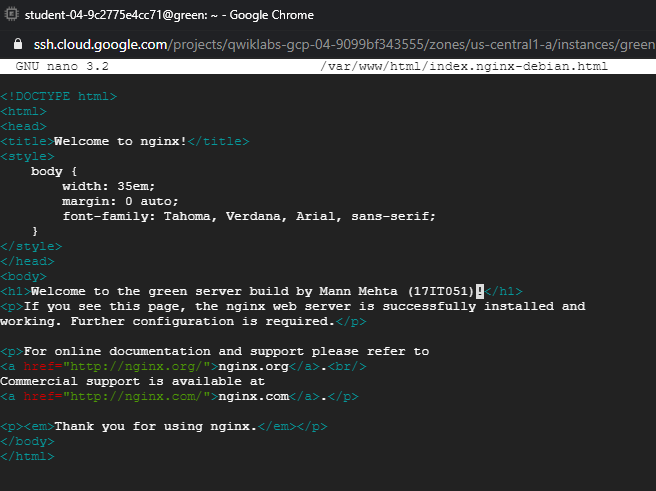 student-04-9c2775e4cc71@green: ~ - Google Chrome
ssh.cloud.google.com/projects/qwiklabs-gcp-04-9099bf343555/zones/us-central1-a/instances/green
GNU nano 3.2 /var/www/html/index.nginx-debian.html
<!DOCTYPE html>
<html>
<head>
<title>Welcome to nginx!</title>
<style>
    body {
        width: 35em;
        margin: 0 auto;
        font-family: Tahoma, Verdana, Arial, sans-serif;
    }
</style>
</head>
<body>
<h1>Welcome to the green server build by Mann Mehta (17IT051)!</h1>
<p>If you see this page, the nginx web server is successfully installed and
working. Further configuration is required.</p>
<p>For online documentation and support please refer to
<a href="http://nginx.org/">nginx.org</a>.<br/>
Commercial support is available at
<a href="http://nginx.com/">nginx.com</a>.</p>
<p><em>Thank you for using nginx.</em></p>
</body>
</html>